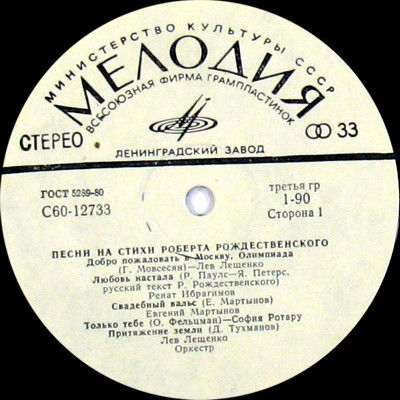 МИНИСТЕРСТВО КУЛЬТУРЫ СССР
МЕЛОДИЯ
ВСЕСОЮЗНАЯ ФИРМА ГРАМПЛАСТИНОК
СТЕРЕО
33
ЛЕНИНГРАДСКИЙ ЗАВОД
ГОСТ 5289-80
С60-12733
третья гр
1-90
Сторона 1
ПЕСНИ НА СТИХИ РОБЕРТА РОЖДЕСТВЕНСКОГО
Добро пожаловать в Москву, Олимпиада
(Г. Мовсесян)—Лев Лещенко
Любовь настала (Р. Паулс—Я. Петерс,
русский текст Р. Рождественского)
Ренат Ибрагимов
Свадебный вальс (Е. Мартынов)
Евгений Мартынов
Только тебе (О. Фельцман)—София Ротару
Притяжение земли (Д. Тухманов)
Лев Лещенко
Оркестр